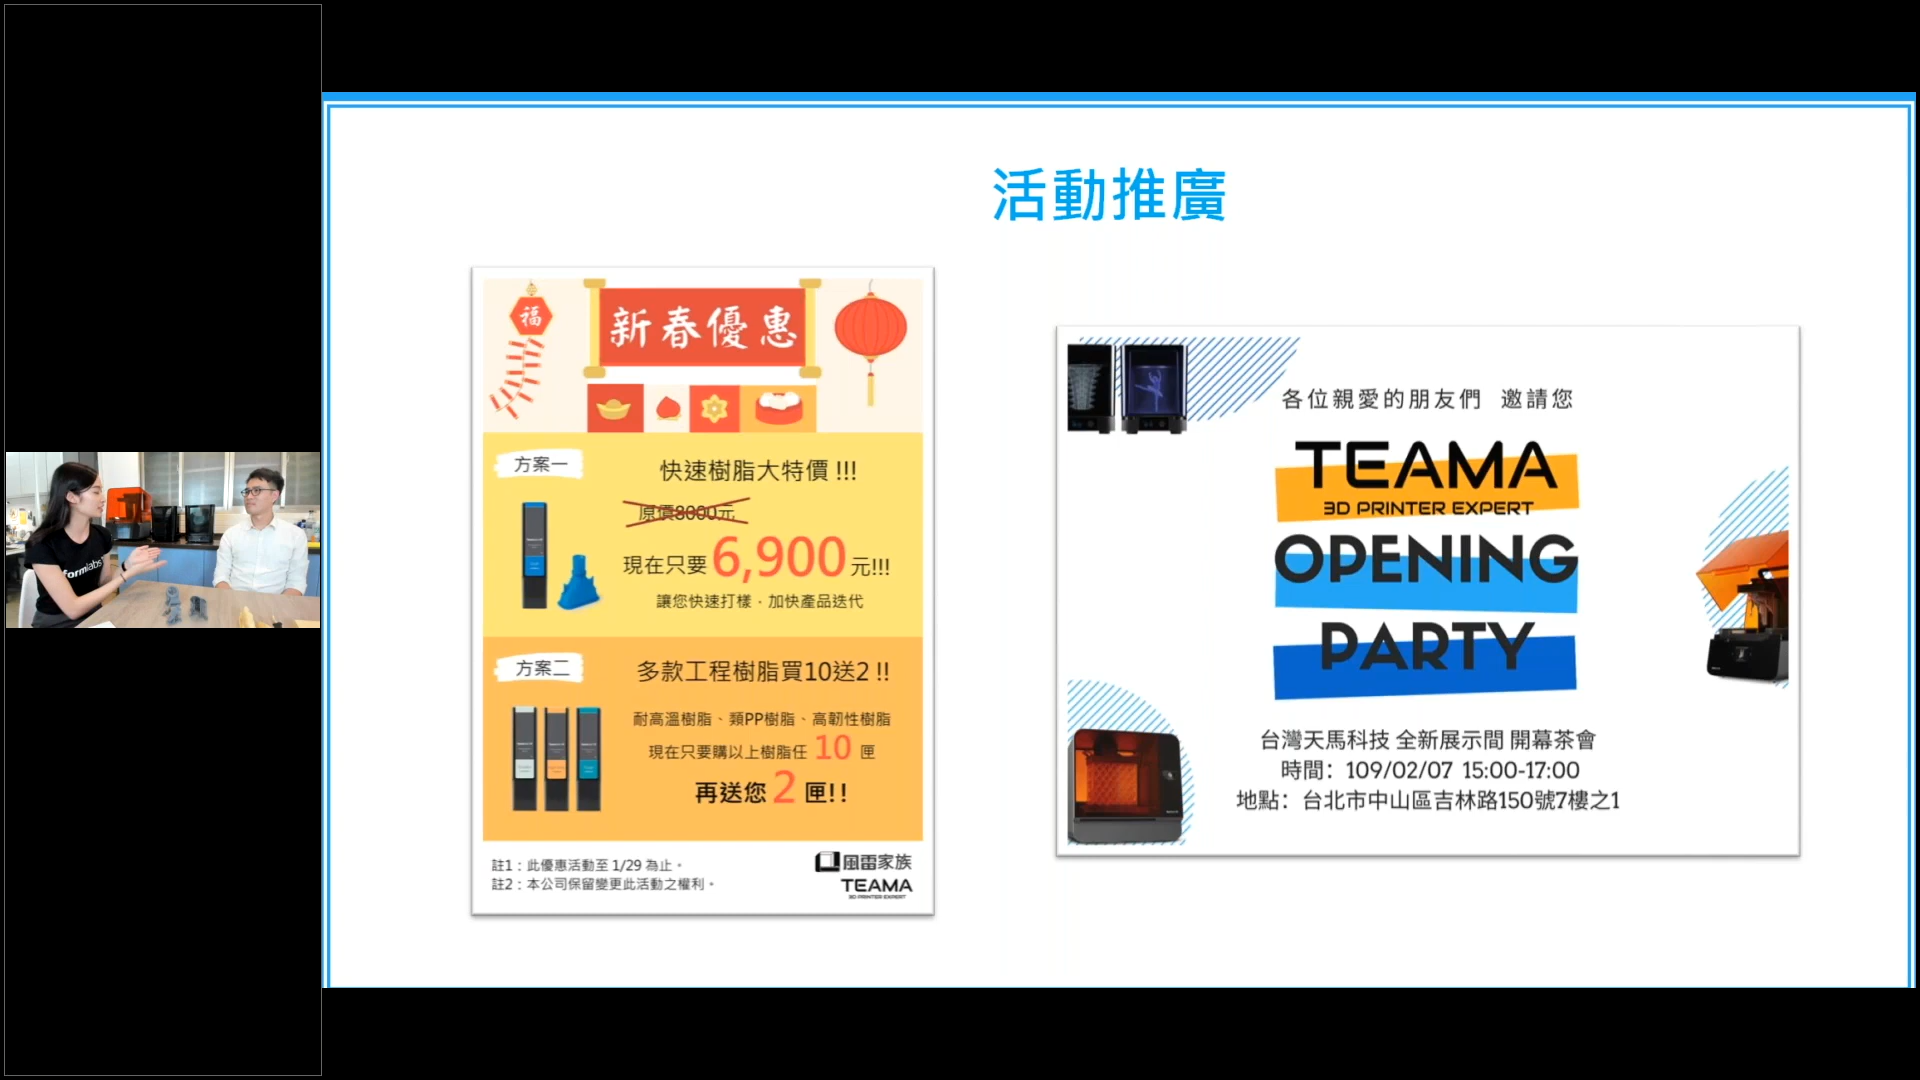 活動推廣
福
新春優惠
方案一
快速樹脂大特價 !!!
原價8000元
現在只要 6,900 元!!!
讓您快速打樣．加快產品迭代
方案二
多款工程樹脂買10送2 !!
耐高溫樹脂、類PP樹脂、高韌性樹脂
現在只要購以上樹脂任 10 匣
再送您 2 匣!!
註1：此優惠活動至 1/29 為止。
註2：本公司保留變更此活動之權利。
風雷家族
TEAMA
3D PRINTER EXPERT
各位親愛的朋友們 邀請您
TEAMA
3D PRINTER EXPERT
OPENING
PARTY
台灣天馬科技 全新展示間 開幕茶會
時間：109/02/07 15:00-17:00
地點：台北市中山區吉林路150號7樓之1
formlabs